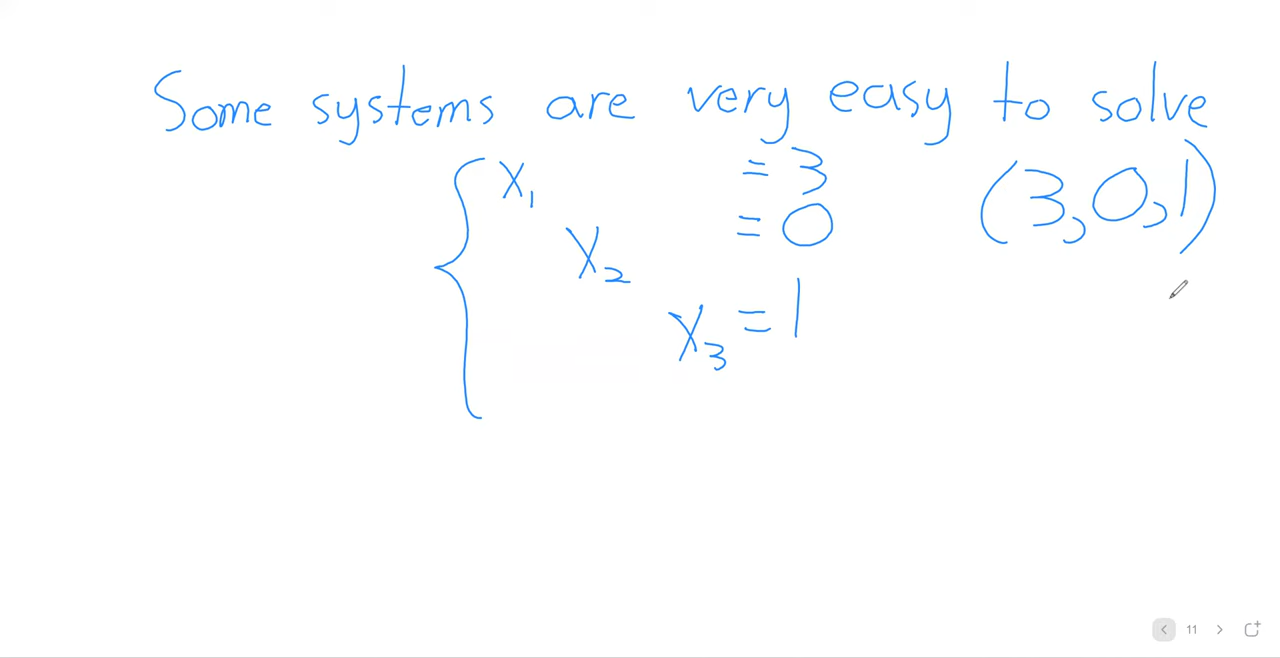 Some systems are very easy to solve
x₁ = 3
x₂ = 0
x₃ = 1
(3,0,1)
11